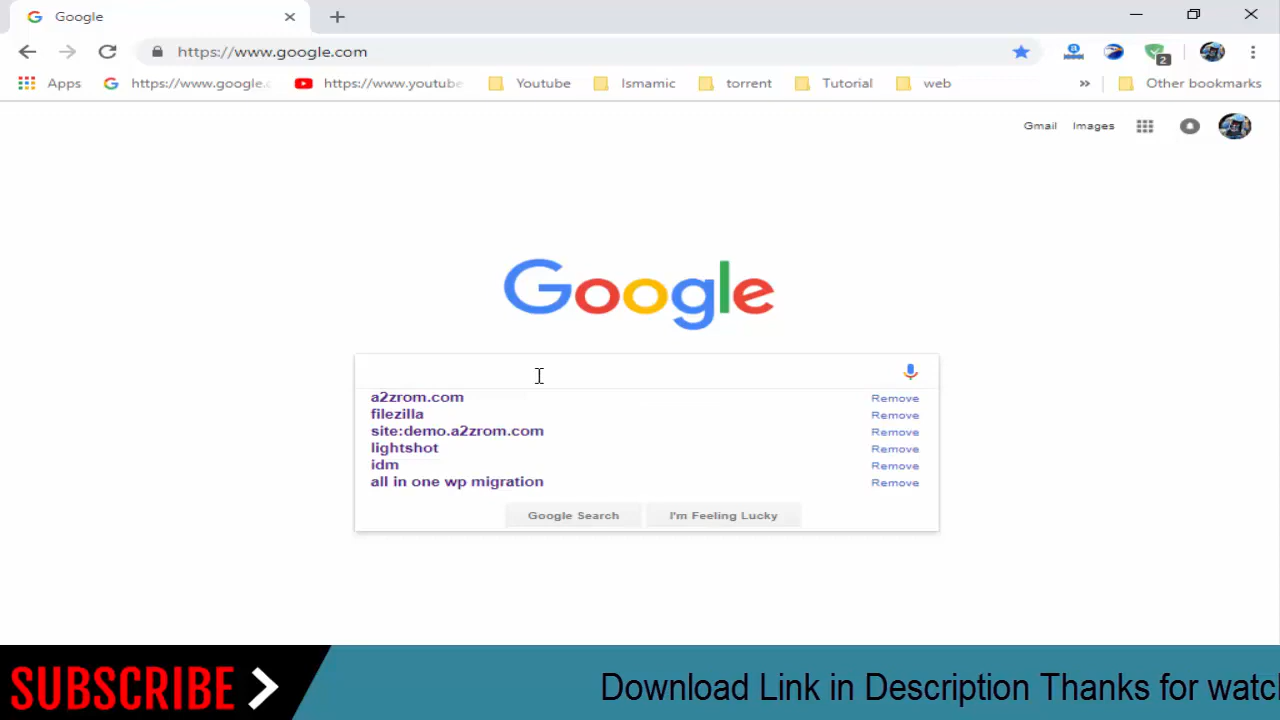 Google
https://www.google.com
2
Apps
https://www.google.c
https://www.youtube
Youtube
Ismamic
torrent
Tutorial
web
Other bookmarks
Gmail
Images
Google
a2zrom.com Remove
filezilla Remove
site:demo.a2zrom.com Remove
lightshot Remove
idm Remove
all in one wp migration Remove
Google Search
I'm Feeling Lucky
SUBSCRIBE
Download Link in Description Thanks for watc